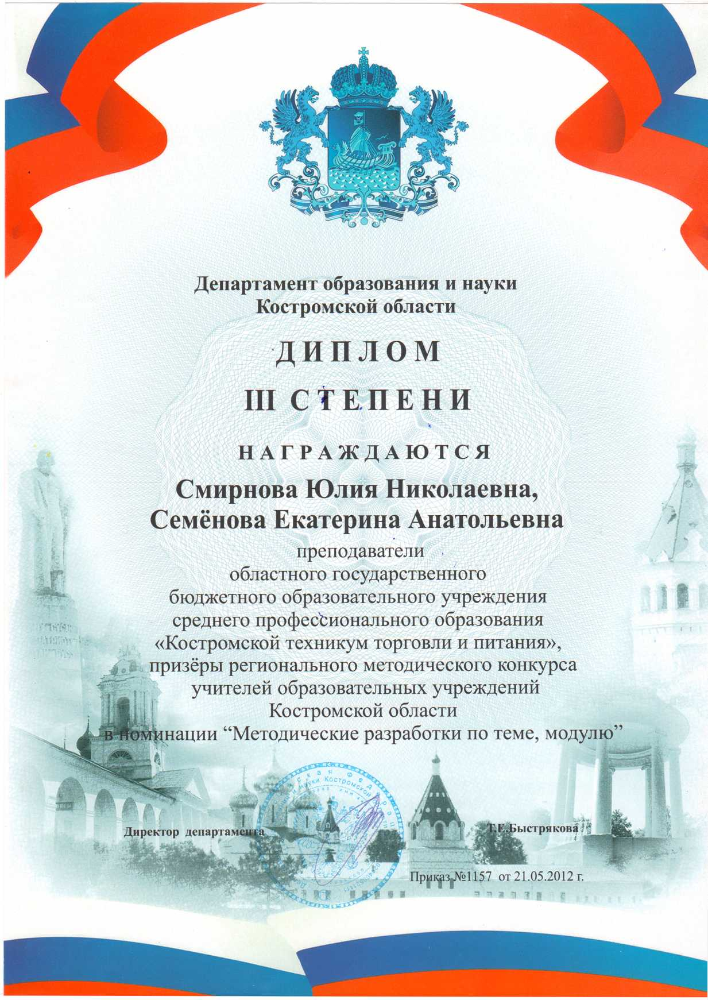 Департамент образования и науки
Костромской области
ДИПЛОМ
III СТЕПЕНИ
НАГРАЖДАЮТСЯ
Смирнова Юлия Николаевна,
Семёнова Екатерина Анатольевна
преподаватели
областного государственного
бюджетного образовательного учреждения
среднего профессионального образования
«Костромской техникум торговли и питания»,
призёры регионального методического конкурса
учителей образовательных учреждений
Костромской области
в номинации “Методические разработки по теме, модулю”
Директор департамента
Т.Е.Быстрякова
Приказ №1157 от 21.05.2012 г.
науки Костромской